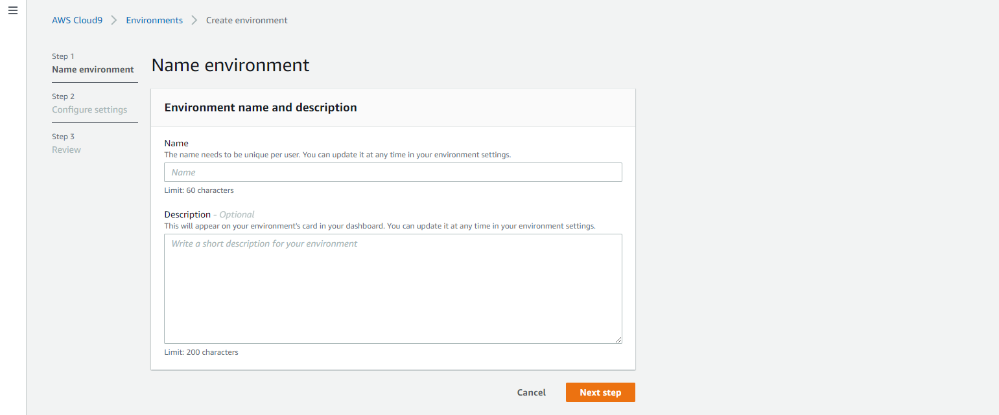 AWS Cloud9 > Environments > Create environment
Step 1
Name environment
Step 2
Configure settings
Step 3
Review
Name environment
Environment name and description
Name
The name needs to be unique per user. You can update it at any time in your environment settings.
Name
Limit: 60 characters
Description - Optional
This will appear on your environment's card in your dashboard. You can update it at any time in your environment settings.
Write a short description for your environment
Limit: 200 characters
Cancel Next step